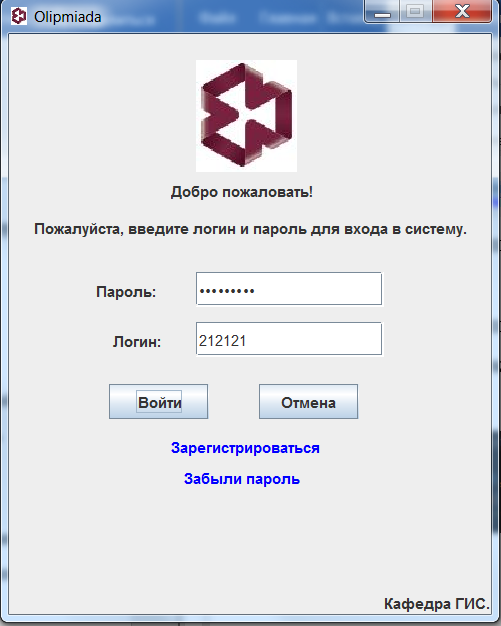 Olipmiada
Добро пожаловать!
Пожалуйста, введите логин и пароль для входа в систему.
Пароль: •••••••••
Логин: 212121
Войти Отмена
Зарегистрироваться
Забыли пароль
Кафедра ГИС.